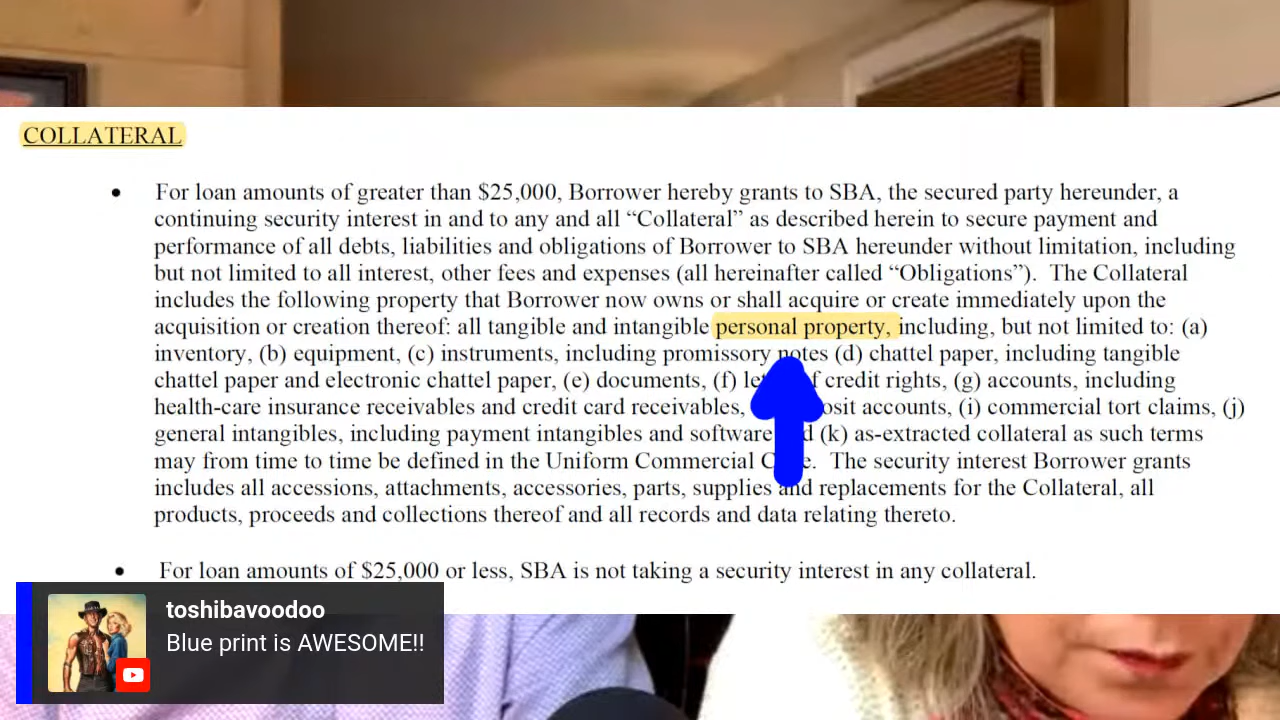 COLLATERAL
• For loan amounts of greater than $25,000, Borrower hereby grants to SBA, the secured party hereunder, a
continuing security interest in and to any and all “Collateral” as described herein to secure payment and
performance of all debts, liabilities and obligations of Borrower to SBA hereunder without limitation, including
but not limited to all interest, other fees and expenses (all hereinafter called “Obligations”). The Collateral
includes the following property that Borrower now owns or shall acquire or create immediately upon the
acquisition or creation thereof: all tangible and intangible personal property, including, but not limited to: (a)
inventory, (b) equipment, (c) instruments, including promissory notes (d) chattel paper, including tangible
chattel paper and electronic chattel paper, (e) documents, (f) credit rights, (g) accounts, including
health-care insurance receivables and credit card receivables, accounts, (i) commercial tort claims, (j)
general intangibles, including payment intangibles and software (k) as-extracted collateral as such terms
may from time to time be defined in the Uniform Commercial The security interest Borrower grants
includes all accessions, attachments, accessories, parts, supplies and replacements for the Collateral, all
products, proceeds and collections thereof and all records and data relating thereto.
• For loan amounts of $25,000 or less, SBA is not taking a security interest in any collateral.
toshibavoodoo
Blue print is AWESOME!!